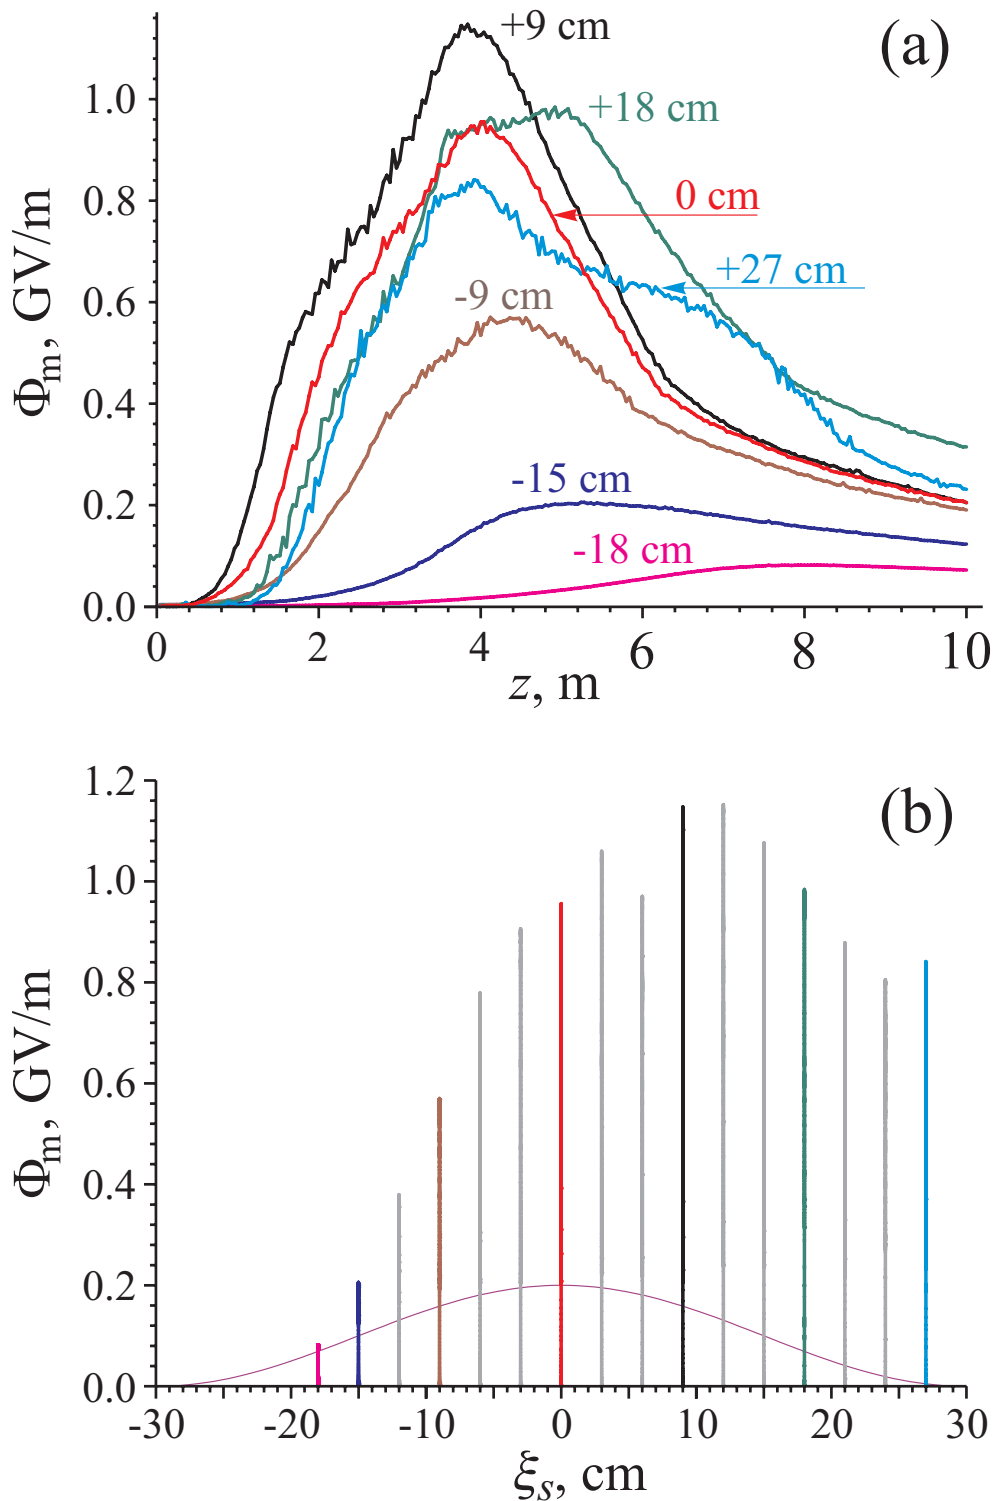 (a)
+9 cm
+18 cm
0 cm
+27 cm
-9 cm
-15 cm
-18 cm
Φm, GV/m
1.0
0.8
0.6
0.4
0.2
0.0
0 2 4 6 8 10
z, m
(b)
Φm, GV/m
1.2
1.0
0.8
0.6
0.4
0.2
0.0
-30 -20 -10 0 10 20 30
ξs, cm